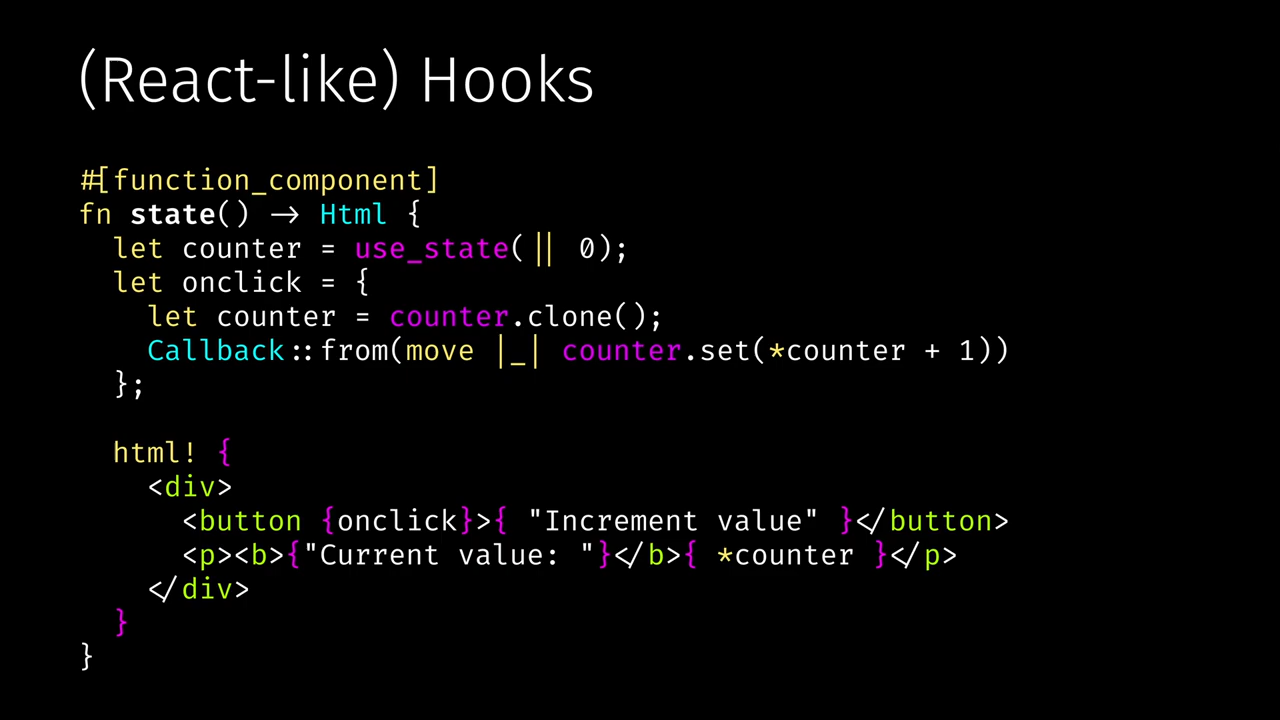 (React-like) Hooks
#[function_component]
fn state() -> Html {
  let counter = use_state(|| 0);
  let onclick = {
    let counter = counter.clone();
    Callback::from(move |_| counter.set(*counter + 1))
  };
  html! {
    <div>
      <button {onclick}>{ "Increment value" }</button>
      <p><b>{"Current value: "}</b>{ *counter }</p>
    </div>
  }
}